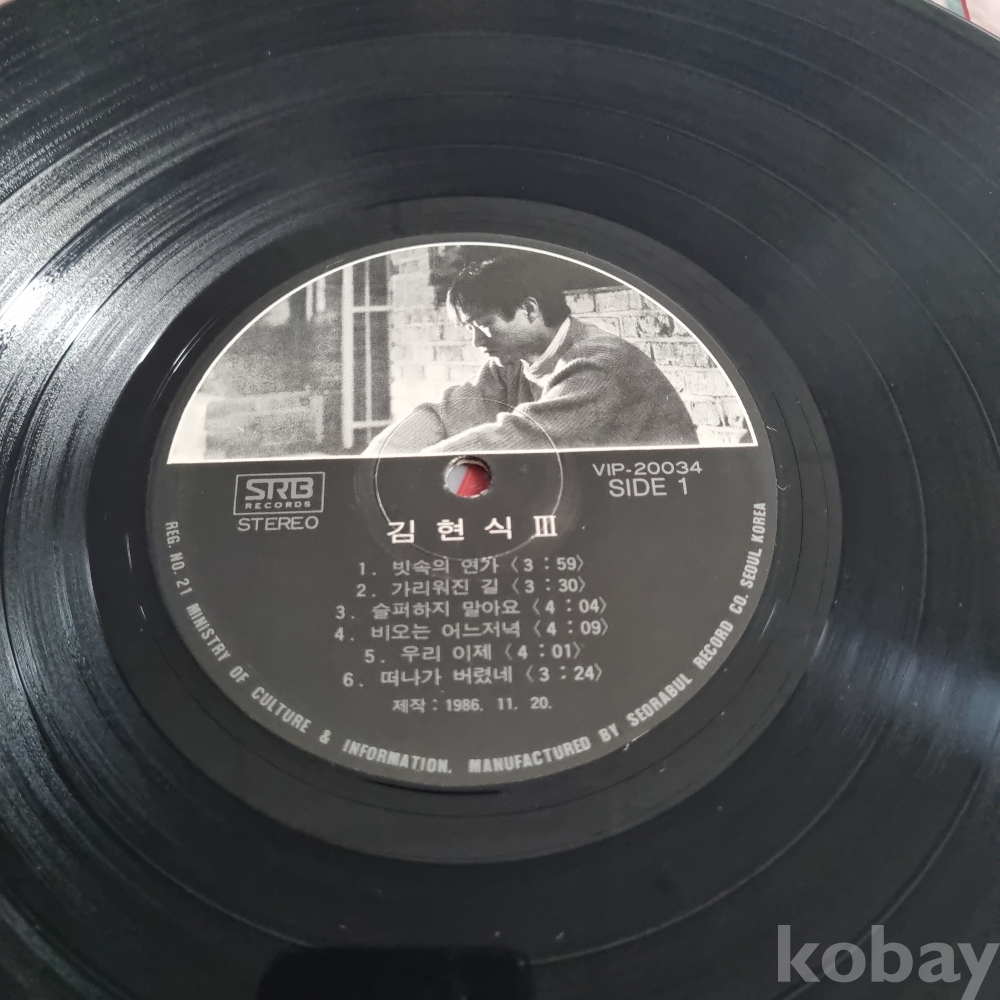 VIP-20034
SRB
RECORDS
SIDE 1
STEREO
김현식 III
1. 빗속의 연가 〈3 : 59〉
2. 가리워진 길 〈3 : 30〉
3. 슬퍼하지 말아요 〈4 : 04〉
4. 비오는 어느저녁 〈4 : 09〉
5. 우리 이제 〈4 : 01〉
6. 떠나가 버렸네 〈3 : 24〉
제작 : 1986. 11. 20.
REG. NO. 21 MINISTRY OF CULTURE & INFORMATION. MANUFACTURED BY SEORABUL RECORD CO. SEOUL KOREA
kobay